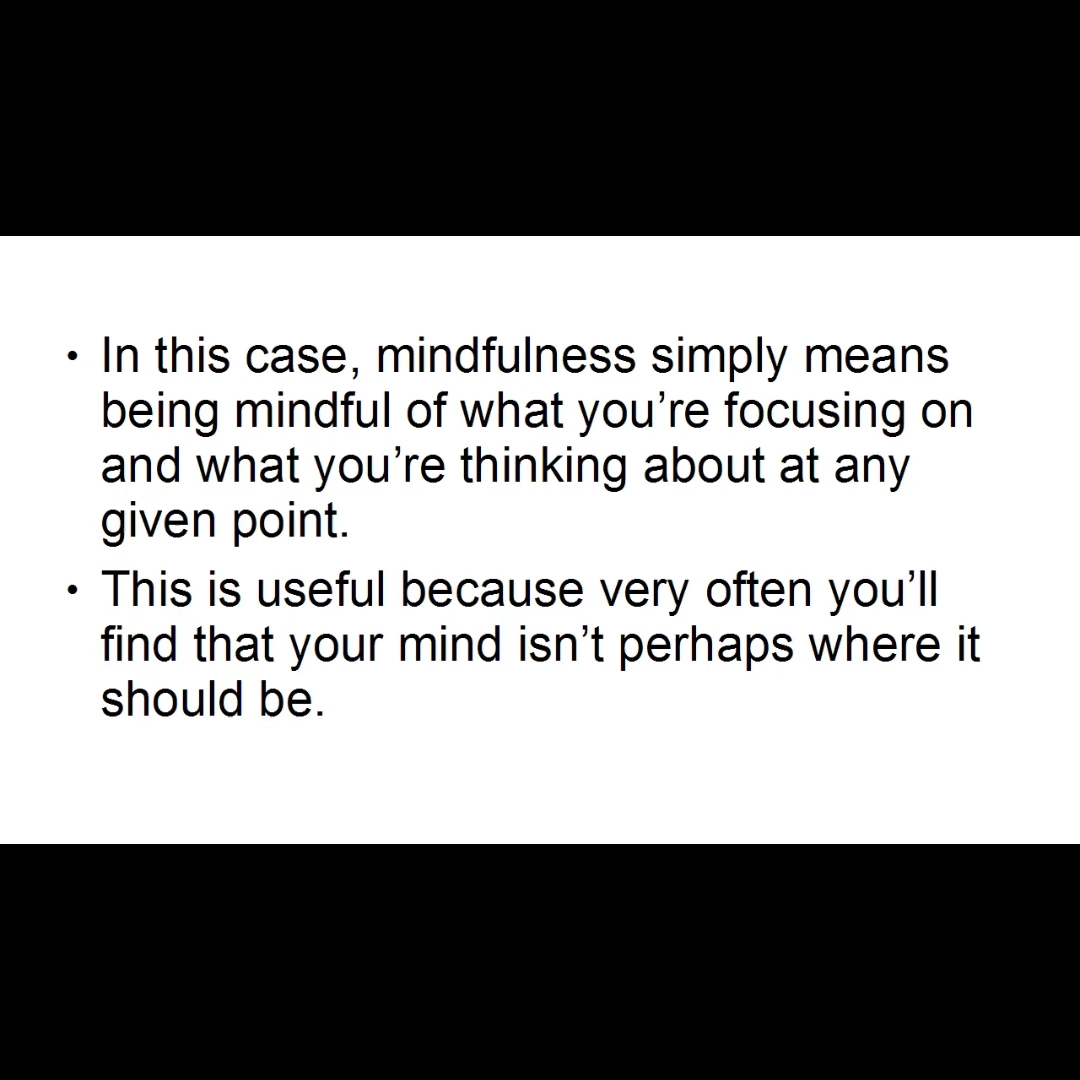 • In this case, mindfulness simply means
being mindful of what you’re focusing on
and what you’re thinking about at any
given point.
• This is useful because very often you’ll
find that your mind isn’t perhaps where it
should be.